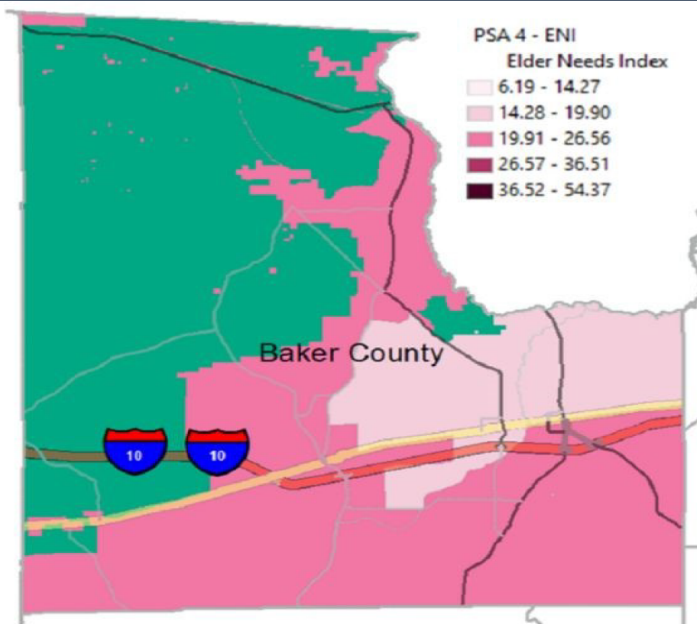 PSA 4 - ENI
Elder Needs Index
6.19 - 14.27
14.28 - 19.90
19.91 - 26.56
26.57 - 36.51
36.52 - 54.37
Baker County
10
10